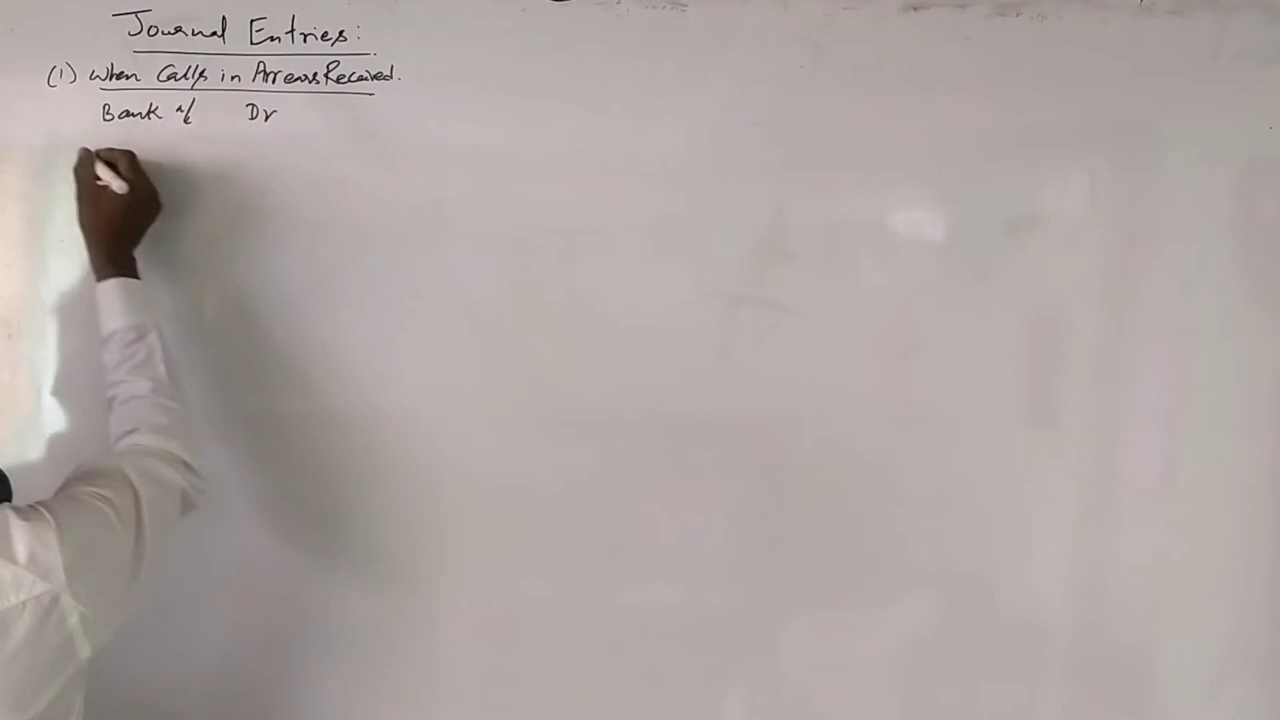 Journal Entries:
(1) When Calls in Arrears Received.
Bank a/c Dr